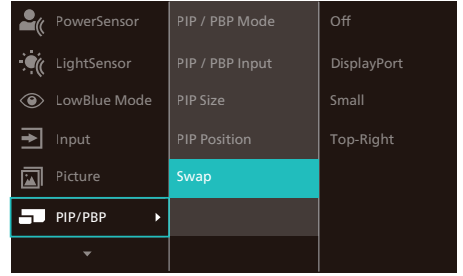 PowerSensor PIP / PBP Mode Off
LightSensor PIP / PBP Input DisplayPort
LowBlue Mode PIP Size Small
Input PIP Position Top-Right
Picture Swap
PIP/PBP